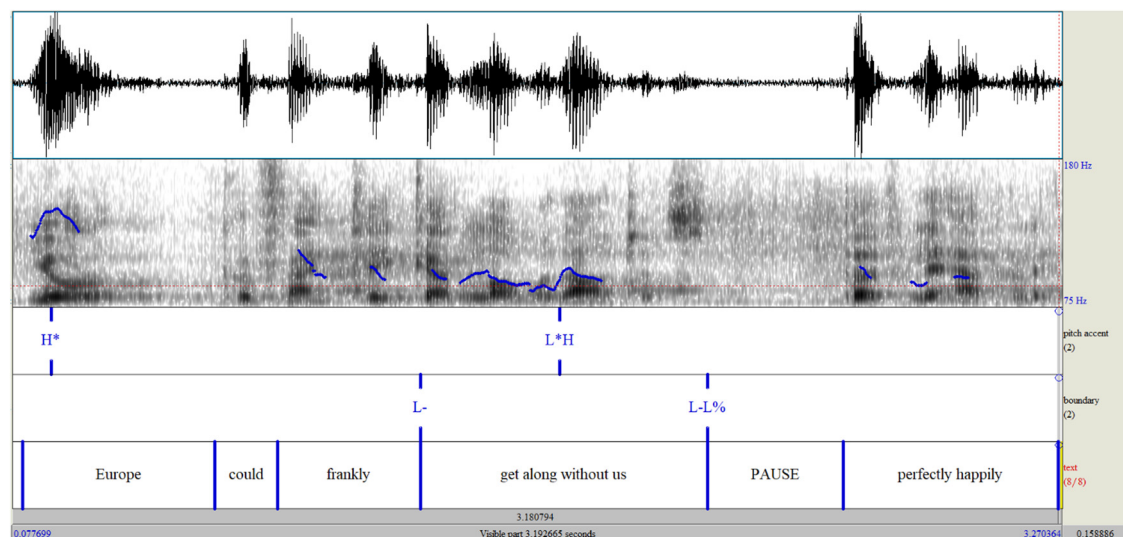 180 Hz
75 Hz
H* L*H pitch accent
(2)
L- L-L% boundary
(2)
Europe could frankly get along without us PAUSE perfectly happily text
(8/8)
3.180794
0.077699 Visible part 3.192665 seconds 3.270364 0.158886